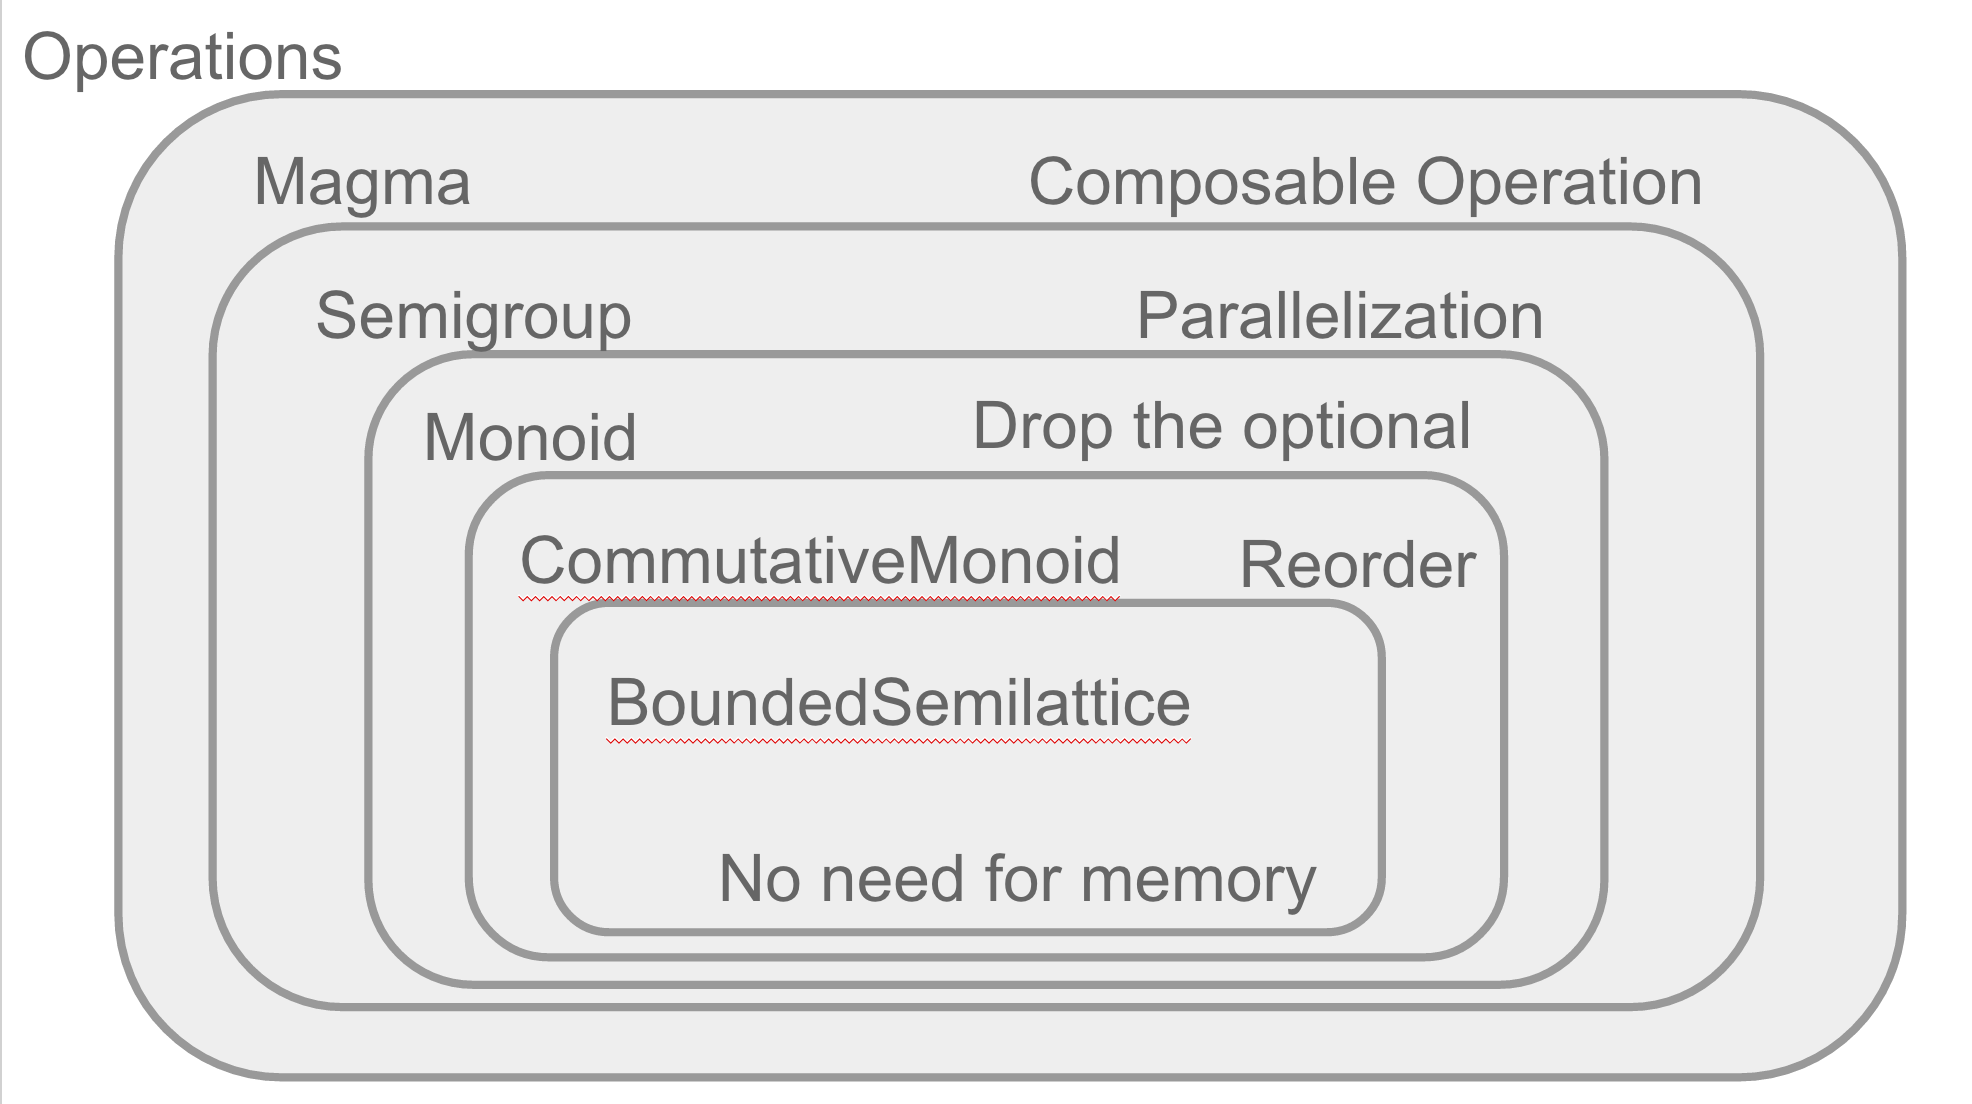 Operations
Magma Composable Operation
Semigroup Parallelization
Monoid Drop the optional
CommutativeMonoid Reorder
BoundedSemilattice
No need for memory